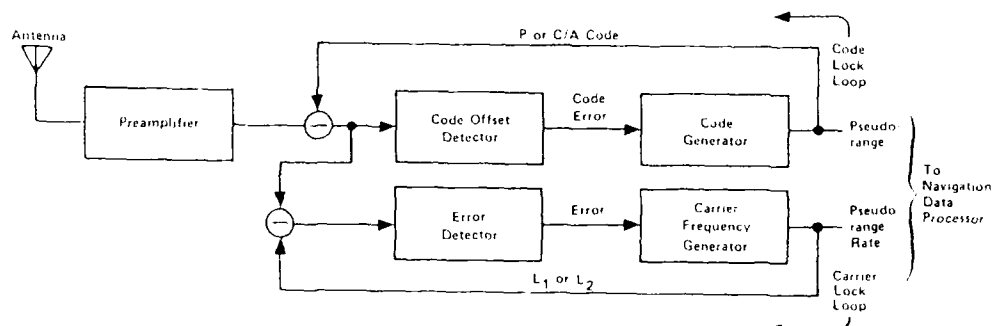 Antenna
Preamplifier
P or C/A Code
Code
Lock
Loop
Code Offset
Detector
Code
Error
Code
Generator
Pseudo-
range
To
Navigation
Data
Processor
Error
Detector
Error
Carrier
Frequency
Generator
Pseudo
range
Rate
L1 or L2
Carrier
Lock
Loop